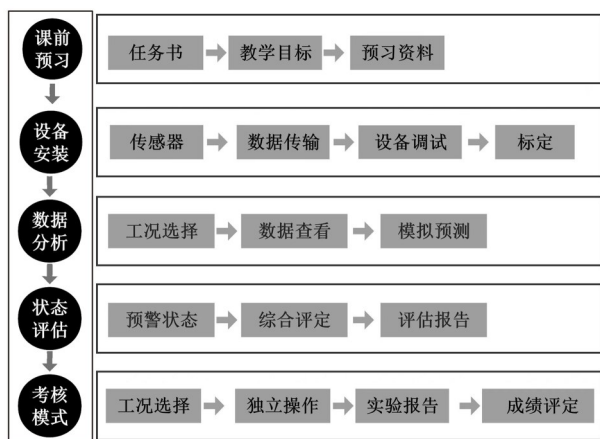 课前
预习
任务书 教学目标 预习资料
设备
安装
传感器 数据传输 设备调试 标定
数据
分析
工况选择 数据查看 模拟预测
状态
评估
预警状态 综合评定 评估报告
考核
模式
工况选择 独立操作 实验报告 成绩评定